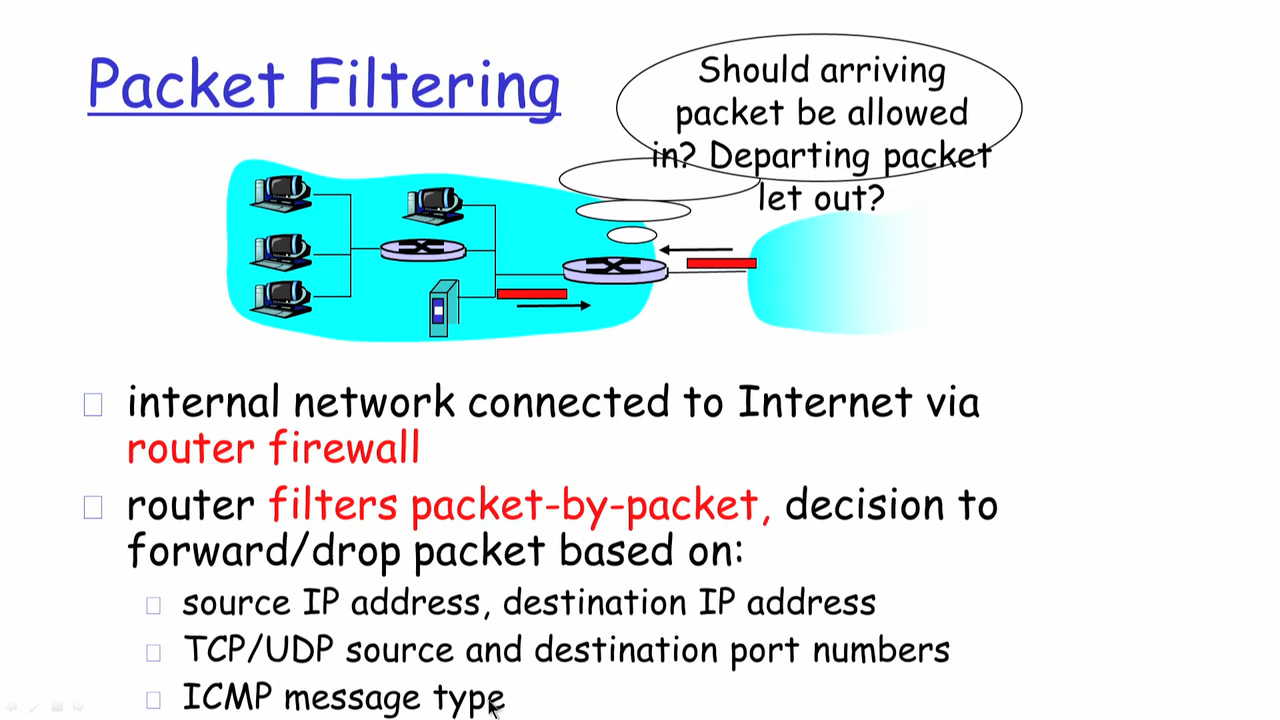 Packet Filtering
Should arriving
packet be allowed
in? Departing packet
let out?
internal network connected to Internet via
router firewall
router filters packet-by-packet, decision to
forward/drop packet based on:
source IP address, destination IP address
TCP/UDP source and destination port numbers
ICMP message type